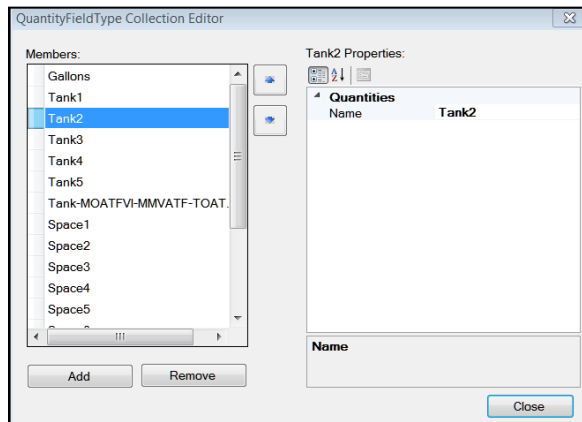 QuantityFieldType Collection Editor
Members:
Gallons
Tank1
Tank2
Tank3
Tank4
Tank5
Tank-MOATFVI-MMVATF-TOAT.
Space1
Space2
Space3
Space4
Space5
Add
Remove
Tank2 Properties:
Quantities
Name Tank2
Name
Close